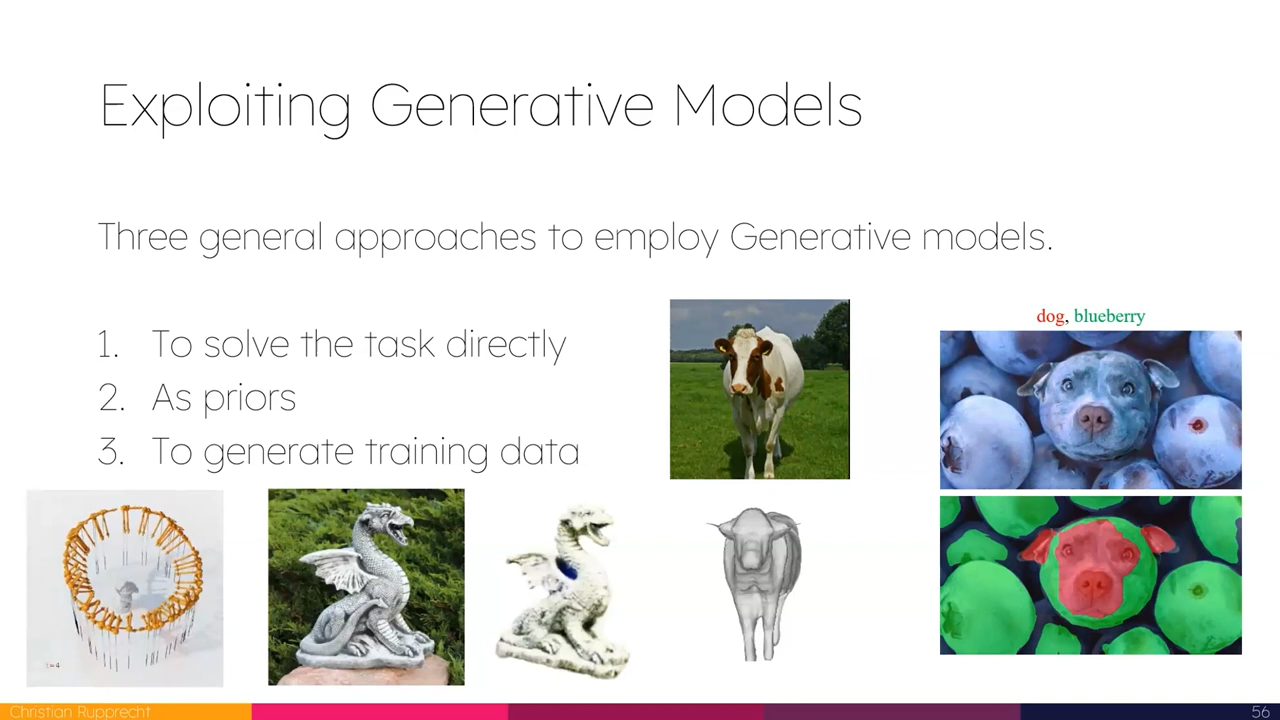 Exploiting Generative Models
Three general approaches to employ Generative models.
1. To solve the task directly
2. As priors
3. To generate training data
dog, blueberry
t=4
Christian Rupprecht
56